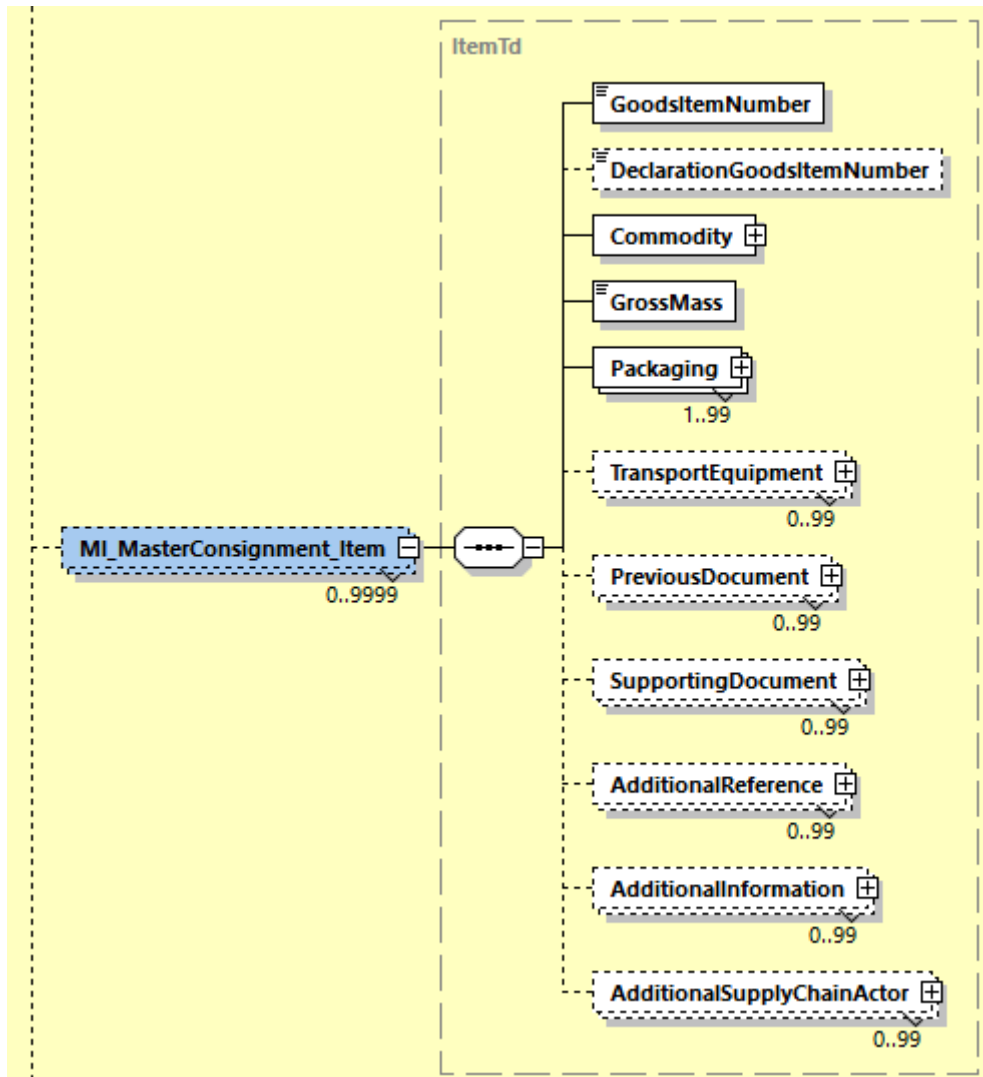 ItemTd
GoodsItemNumber
DeclarationGoodsItemNumber
Commodity
GrossMass
Packaging
1..99
TransportEquipment
0..99
MI_MasterConsignment_Item
0..9999
PreviousDocument
0..99
SupportingDocument
0..99
AdditionalReference
0..99
AdditionalInformation
0..99
AdditionalSupplyChainActor
0..99